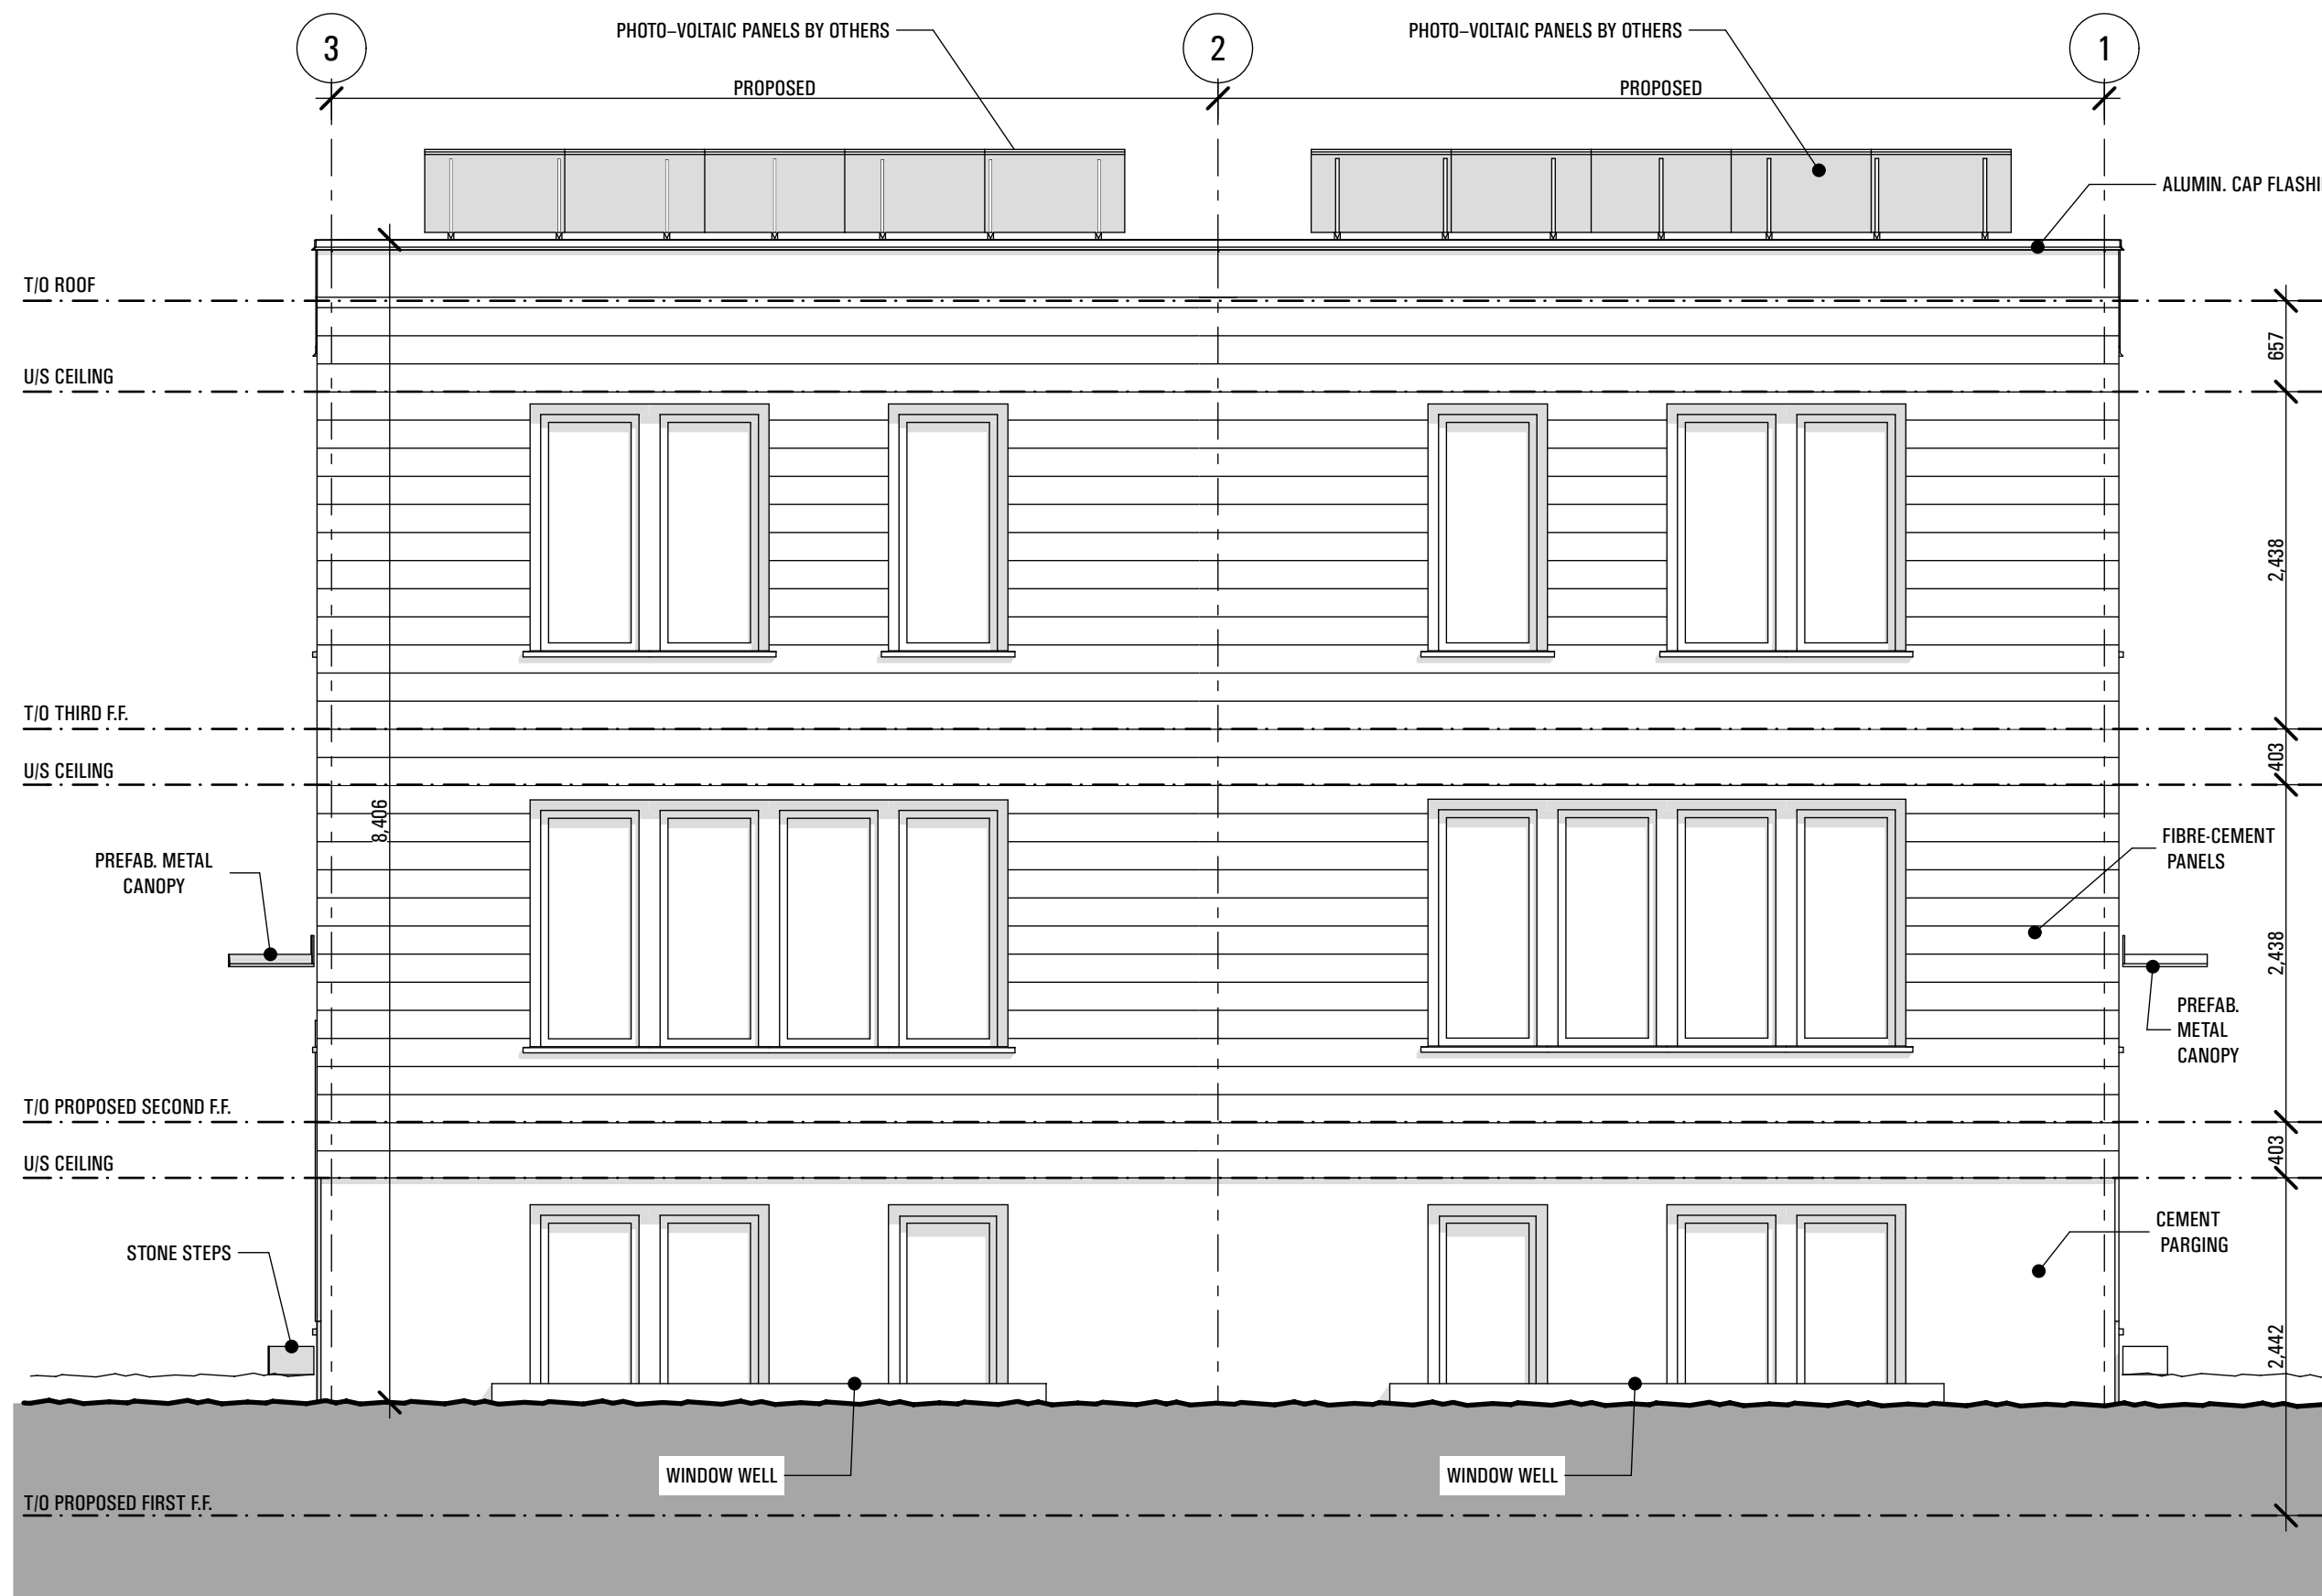 3
PHOTO–VOLTAIC PANELS BY OTHERS
2
PHOTO–VOLTAIC PANELS BY OTHERS
1
PROPOSED
PROPOSED
ALUMIN. CAP FLASHI
T/O ROOF
657
U/S CEILING
2,438
T/O THIRD F.F.
403
U/S CEILING
8,406
PREFAB. METAL
CANOPY
FIBRE-CEMENT
PANELS
2,438
PREFAB.
METAL
CANOPY
T/O PROPOSED SECOND F.F.
403
U/S CEILING
STONE STEPS
CEMENT
PARGING
2,442
WINDOW WELL
WINDOW WELL
T/O PROPOSED FIRST F.F.